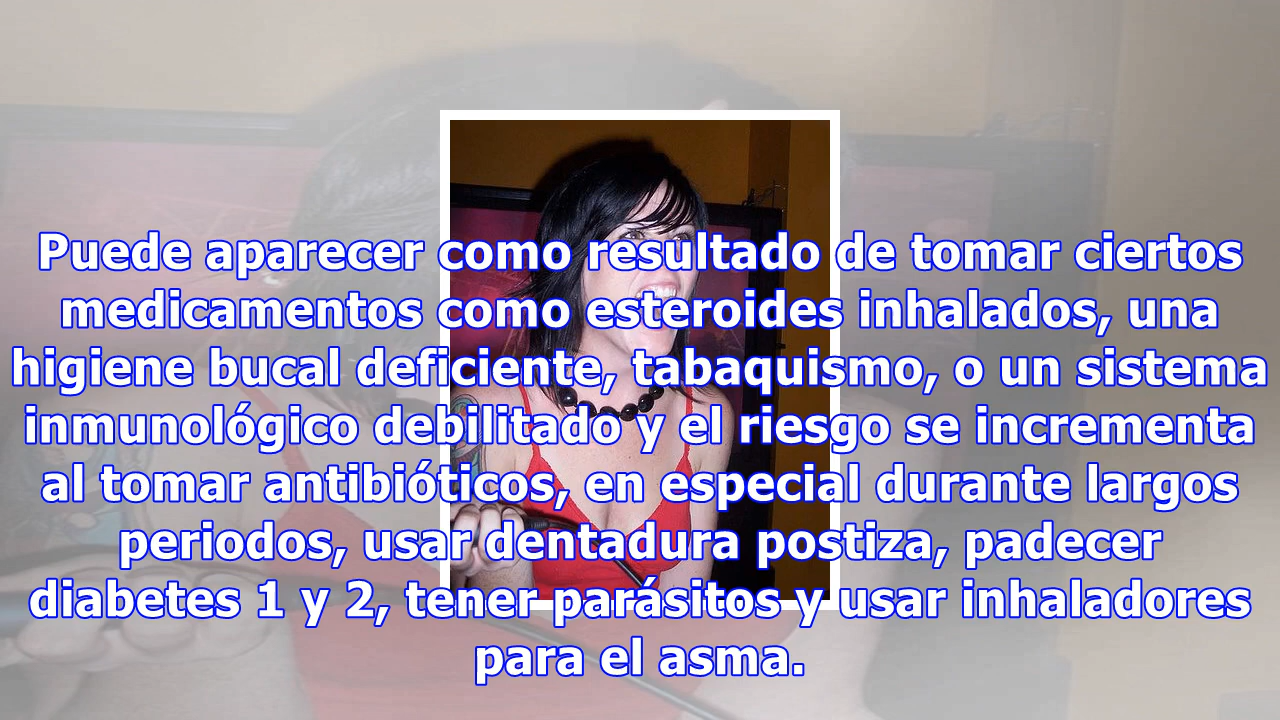 Puede aparecer como resultado de tomar ciertos
medicamentos como esteroides inhalados, una
higiene bucal deficiente, tabaquismo, o un sistema
inmunológico debilitado y el riesgo se incrementa
al tomar antibióticos, en especial durante largos
periodos, usar dentadura postiza, padecer
diabetes 1 y 2, tener parásitos y usar inhaladores
para el asma.